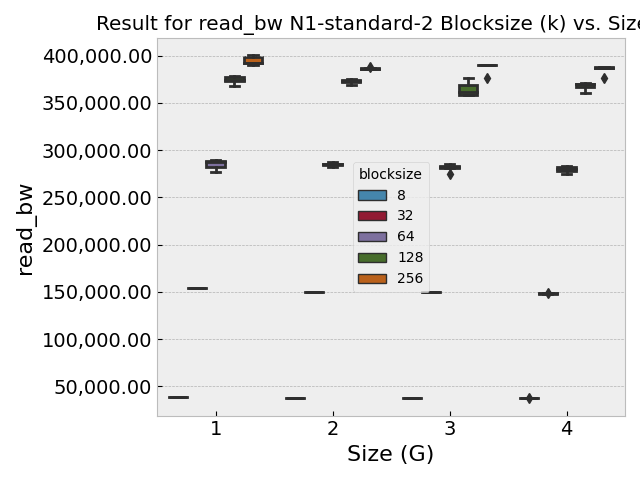 Result for read_bw N1-standard-2 Blocksize (k) vs. Size
400,000.00
350,000.00
300,000.00
250,000.00
200,000.00
150,000.00
100,000.00
50,000.00
read_bw
blocksize
8
32
64
128
256
1 2 3 4
Size (G)